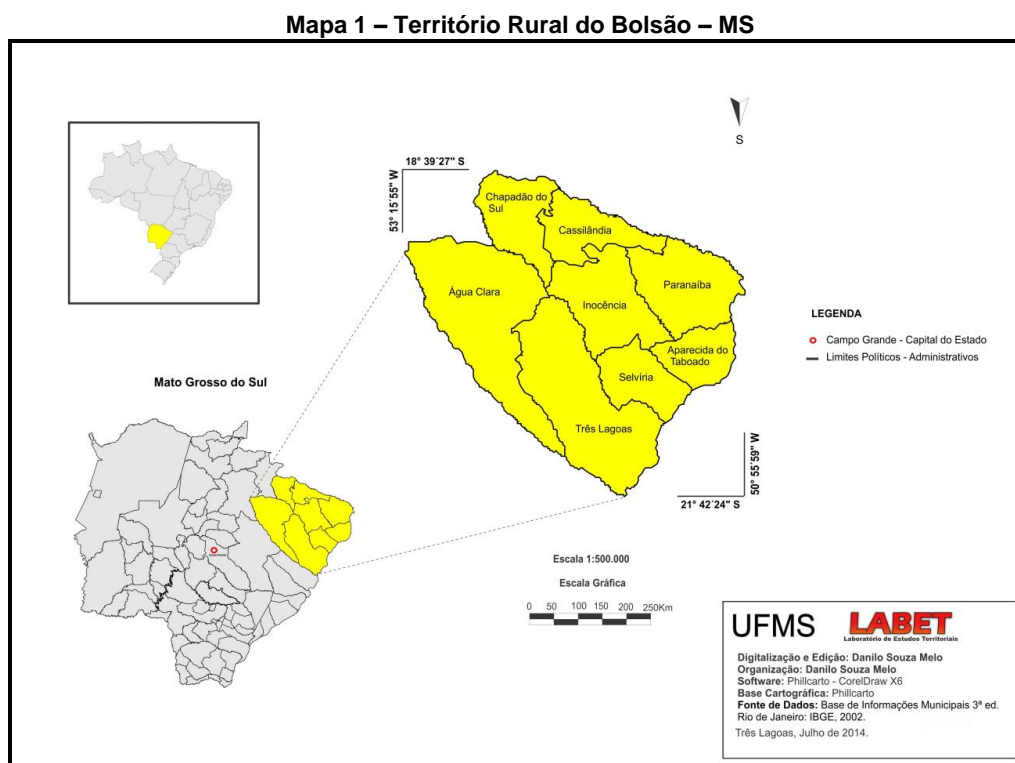 Mapa 1 – Território Rural do Bolsão – MS
S
18° 39´27" S
53° 15´55" W
Chapadão do
Sul
Cassilândia
Paranaíba
Água Clara
Inocência
Aparecida do
Taboado
Selvíria
Três Lagoas
50° 55´59" W
21° 42´24" S
LEGENDA
Campo Grande - Capital do Estado
Limites Políticos - Administrativos
Mato Grosso do Sul
Escala 1:500.000
Escala Gráfica
0 50 100 150 200 250Km
UFMS LABET
Laboratório de Estudos Territoriais
Digitalização e Edição: Danilo Souza Melo
Organização: Danilo Souza Melo
Software: Phillcarto - CorelDraw X6
Base Cartográfica: Phillcarto
Fonte de Dados: Base de Informações Municipais 3ª ed.
Rio de Janeiro: IBGE, 2002.
Três Lagoas, Julho de 2014.